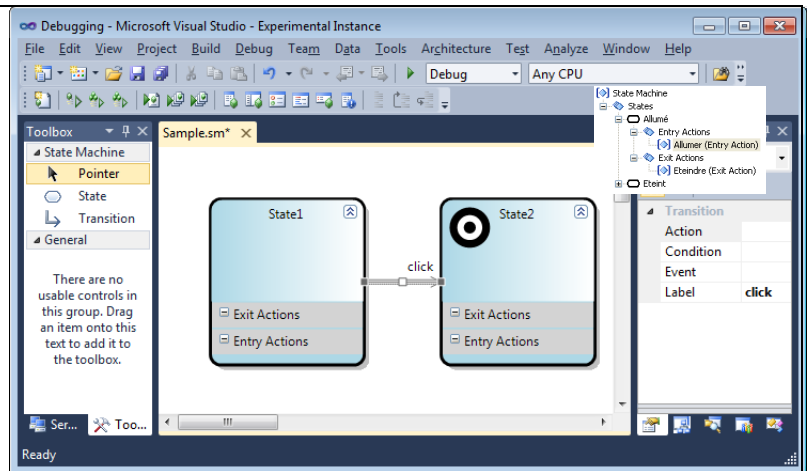 Debugging - Microsoft Visual Studio - Experimental Instance
File Edit View Project Build Debug Team Data Tools Architecture Test Analyze Window Help
Debug Any CPU
State Machine
States
Allumé
Entry Actions
Allumer (Entry Action)
Exit Actions
Eteindre (Exit Action)
Eteint
Toolbox
State Machine
Pointer
State
Transition
General
There are no
usable controls in
this group. Drag
an item onto this
text to add it to
the toolbox.
Ser... Too...
Sample.sm*
State1
Exit Actions
Entry Actions
click
State2
Exit Actions
Entry Actions
Transition
Action
Condition
Event
Label click
Ready